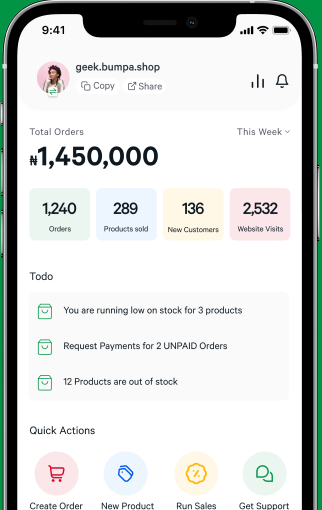 9:41
geek.bumpa.shop
Copy Share
Total Orders This Week
₦1,450,000
1,240 289 136 2,532
Orders Products sold New Customers Website Visits
Todo
You are running low on stock for 3 products
Request Payments for 2 UNPAID Orders
12 Products are out of stock
Quick Actions
Create Order New Product Run Sales Get Support